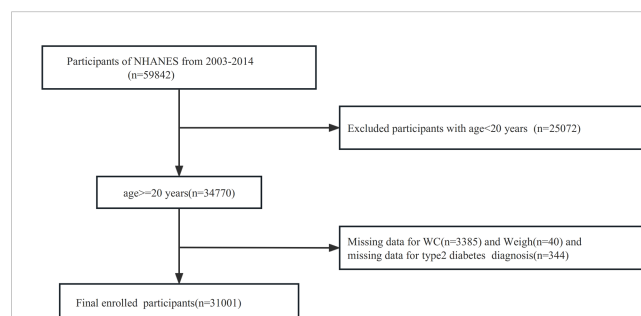 Participants of NHANES from 2003-2014
(n=59842)
Excluded participants with age<20 years (n=25072)
age>=20 years(n=34770)
Missing data for WC(n=3385) and Weigh(n=40) and
missing data for type2 diabetes diagnosis(n=344)
Final enrolled participants(n=31001)